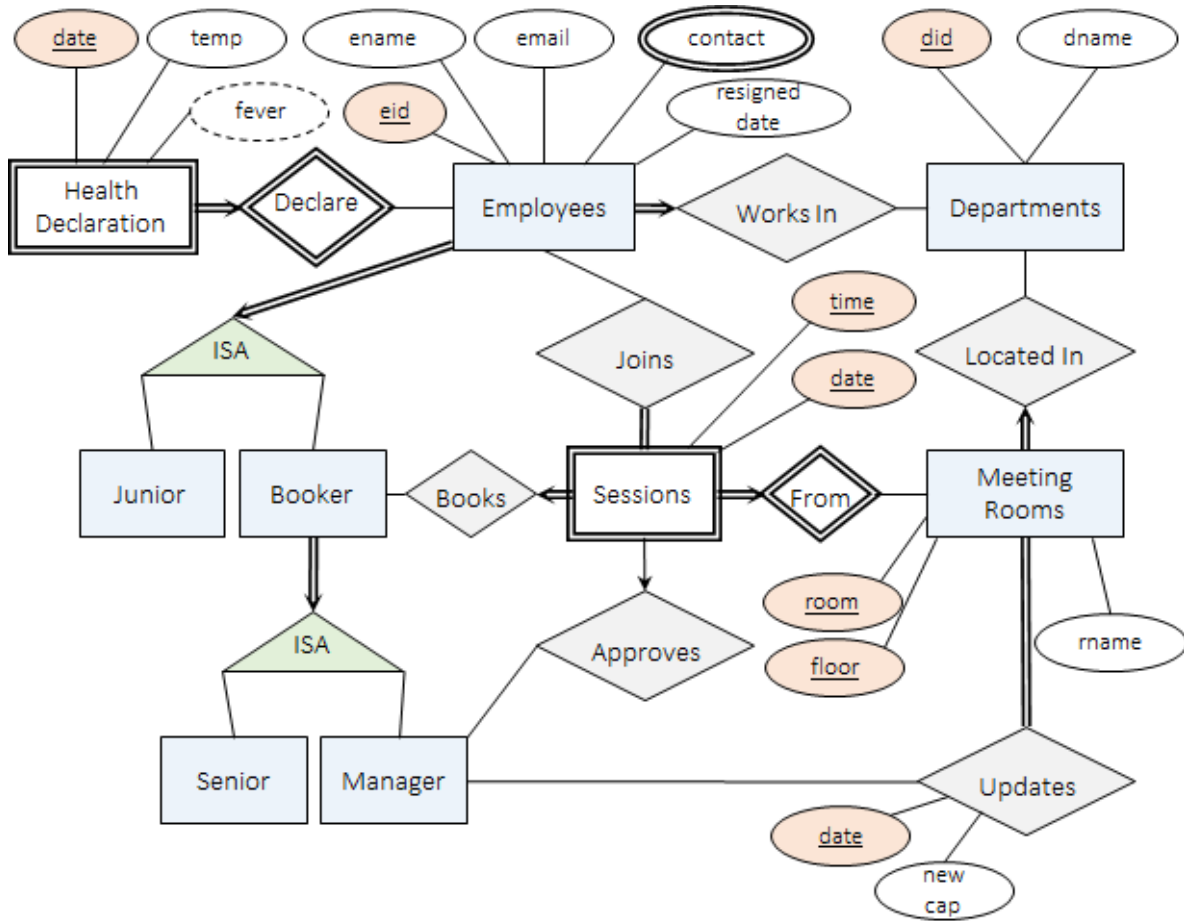 date
temp
ename
email
contact
did
dname
fever
eid
resigned
date
Health
Declaration
Declare
Employees
Works In
Departments
time
ISA
Joins
date
Located In
Junior
Booker
Books
Sessions
From
Meeting
Rooms
room
rname
ISA
Approves
floor
Senior
Manager
Updates
date
new
cap